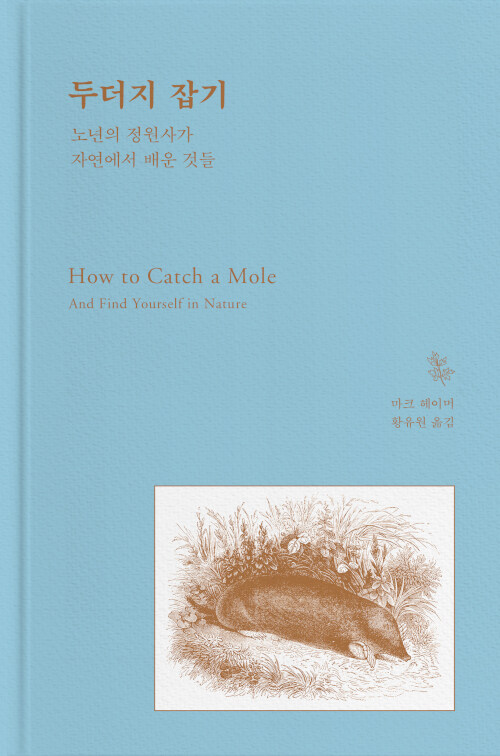 두더지 잡기
노년의 정원사가
자연에서 배운 것들
How to Catch a Mole
And Find Yourself in Nature
마크 헤이머
황유원 옮김